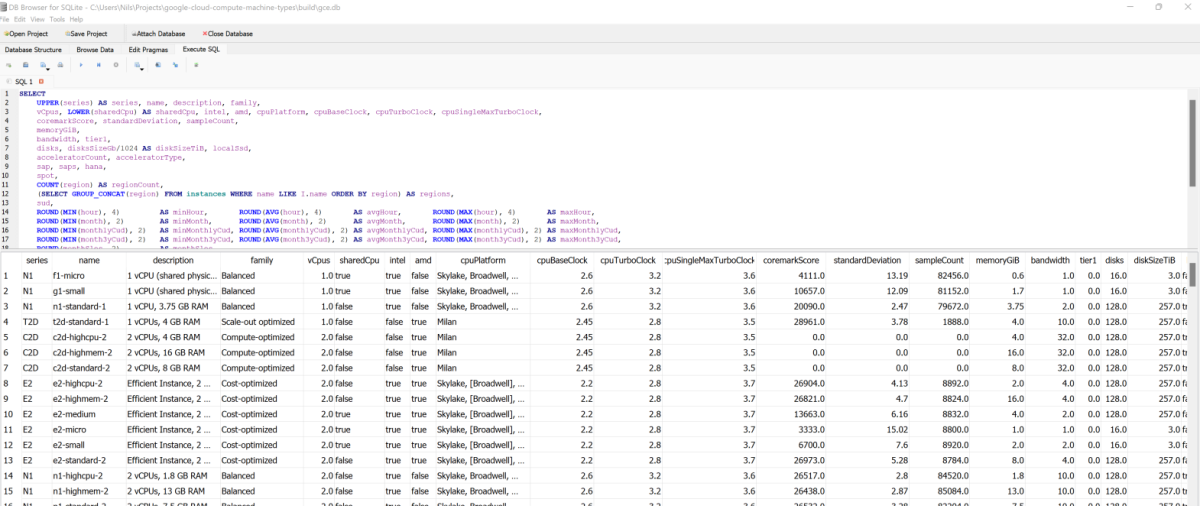 DB Browser for SQLite - C:\Users\Nils\Projects\google-cloud-compute-machine-types\build\gce.db
File Edit View Tools Help
Open Project Save Project Attach Database Close Database
Database Structure Browse Data Edit Pragmas Execute SQL
SQL 1
1 SELECT
2 UPPER(series) AS series, name, description, family,
3 vCpus, LOWER(sharedCpu) AS sharedCpu, intel, amd, cpuPlatform, cpuBaseClock, cpuTurboClock, cpuSingleMaxTurboClock,
4 coremarkScore, standardDeviation, sampleCount,
5 memoryGiB,
6 bandwidth, tier1,
7 disks, disksSizeGb/1024 AS diskSizeTiB, localSsd,
8 acceleratorCount, acceleratorType,
9 sap, saps, hana,
10 spot,
11 COUNT(region) AS regionCount,
12 (SELECT GROUP_CONCAT(region) FROM instances WHERE name LIKE I.name ORDER BY region) AS regions,
13 sud,
14 ROUND(MIN(hour), 4) AS minHour, ROUND(AVG(hour), 4) AS avgHour, ROUND(MAX(hour), 4) AS maxHour,
15 ROUND(MIN(month), 2) AS minMonth, ROUND(AVG(month), 2) AS avgMonth, ROUND(MAX(month), 2) AS maxMonth,
16 ROUND(MIN(month1yCud), 2) AS minMonth1yCud, ROUND(AVG(month1yCud), 2) AS avgMonth1yCud, ROUND(MAX(month1yCud), 2) AS maxMonth1yCud,
17 ROUND(MIN(month3yCud), 2) AS minMonth3yCud, ROUND(AVG(month3yCud), 2) AS avgMonth3yCud, ROUND(MAX(month3yCud), 2) AS maxMonth3yCud,
series name description family vCpus sharedCpu intel amd cpuPlatform cpuBaseClock cpuTurboClock :puSingleMaxTurboClock coremarkScore standardDeviation sampleCount memoryGiB bandwidth tier1 disks diskSizeTiB
1 N1 f1-micro 1 vCPU (shared physic... Balanced 1.0 true true false Skylake, Broadwell, ... 2.6 3.2 3.6 4111.0 13.19 82456.0 0.6 1.0 0.0 16.0 3.0 fa
2 N1 g1-small 1 vCPU (shared physic... Balanced 1.0 true true false Skylake, Broadwell, ... 2.6 3.2 3.6 10657.0 12.09 81152.0 1.7 1.0 0.0 16.0 3.0 fa
3 N1 n1-standard-1 1 vCPU, 3.75 GB RAM Balanced 1.0 false true false Skylake, Broadwell, ... 2.6 3.2 3.6 20090.0 2.47 79672.0 3.75 2.0 0.0 128.0 257.0 tr
4 T2D t2d-standard-1 1 vCPUs, 4 GB RAM Scale-out optimized 1.0 false false true Milan 2.45 2.8 3.5 28961.0 3.78 1888.0 4.0 10.0 0.0 128.0 257.0 fa
5 C2D c2d-highcpu-2 2 vCPUs, 4 GB RAM Compute-optimized 2.0 false false true Milan 2.45 2.8 3.5 0.0 0.0 0.0 4.0 32.0 0.0 128.0 257.0 tr
6 C2D c2d-highmem-2 2 vCPUs, 16 GB RAM Compute-optimized 2.0 false false true Milan 2.45 2.8 3.5 0.0 0.0 0.0 16.0 32.0 0.0 128.0 257.0 tr
7 C2D c2d-standard-2 2 vCPUs, 8 GB RAM Compute-optimized 2.0 false false true Milan 2.45 2.8 3.5 0.0 0.0 0.0 8.0 32.0 0.0 128.0 257.0 tr
8 E2 e2-highcpu-2 Efficient Instance, 2 ... Cost-optimized 2.0 false true true Skylake, [Broadwell], ... 2.2 2.8 3.7 26904.0 4.13 8892.0 2.0 4.0 0.0 128.0 257.0 fa
9 E2 e2-highmem-2 Efficient Instance, 2 ... Cost-optimized 2.0 false true true Skylake, [Broadwell], ... 2.2 2.8 3.7 26821.0 4.7 8824.0 16.0 4.0 0.0 128.0 257.0 fa
10 E2 e2-medium Efficient Instance, 2 ... Cost-optimized 2.0 true true true Skylake, [Broadwell], ... 2.2 2.8 3.7 13663.0 6.16 8832.0 4.0 2.0 0.0 128.0 257.0 fa
11 E2 e2-micro Efficient Instance, 2 ... Cost-optimized 2.0 true true true Skylake, [Broadwell], ... 2.2 2.8 3.7 3333.0 15.02 8800.0 1.0 1.0 0.0 16.0 3.0 fa
12 E2 e2-small Efficient Instance, 2 ... Cost-optimized 2.0 true true true Skylake, [Broadwell], ... 2.2 2.8 3.7 6700.0 7.6 8920.0 2.0 2.0 0.0 16.0 3.0 fa
13 E2 e2-standard-2 Efficient Instance, 2 ... Cost-optimized 2.0 false true true Skylake, [Broadwell], ... 2.2 2.8 3.7 26973.0 5.28 8784.0 8.0 4.0 0.0 128.0 257.0 fa
14 N1 n1-highcpu-2 2 vCPUs, 1.8 GB RAM Balanced 2.0 false true false Skylake, Broadwell, ... 2.6 3.2 3.6 26517.0 2.8 84520.0 1.8 10.0 0.0 128.0 257.0 tr
15 N1 n1-highmem-2 2 vCPUs, 13 GB RAM Balanced 2.0 false true false Skylake, Broadwell, ... 2.6 3.2 3.6 26438.0 2.87 85084.0 13.0 10.0 0.0 128.0 257.0 tr